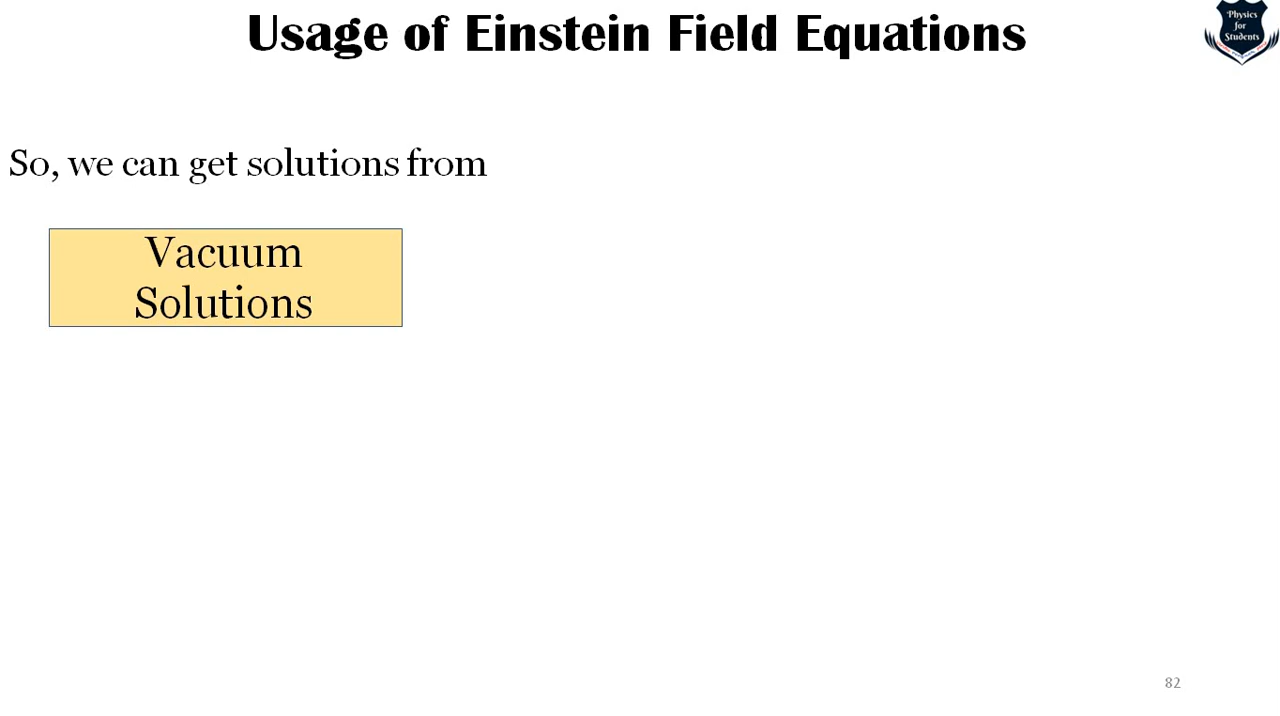 Usage of Einstein Field Equations
Physics
for
Students
So, we can get solutions from
Vacuum
Solutions
82